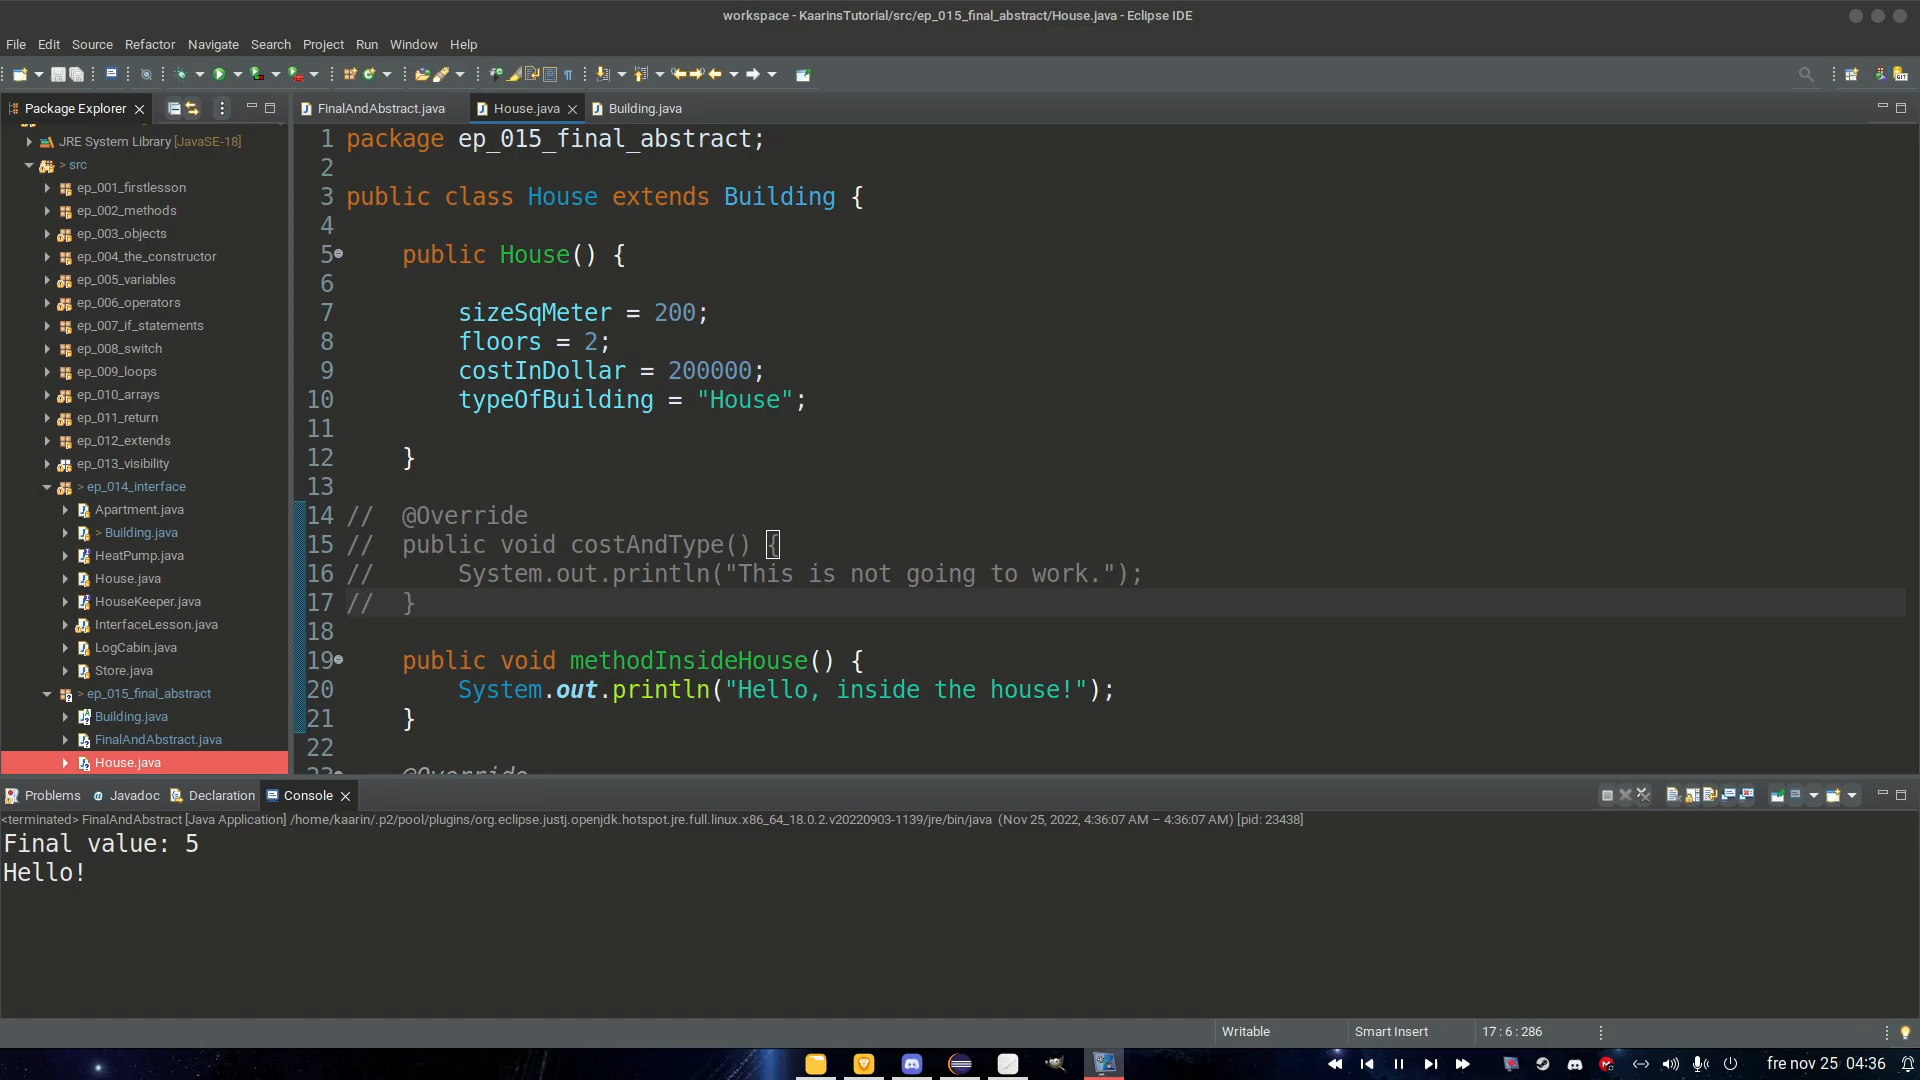 workspace - KaarinsTutorial/src/ep_015_final_abstract/House.java - Eclipse IDE
File Edit Source Refactor Navigate Search Project Run Window Help
Package Explorer
JRE System Library [JavaSE-18]
> src
ep_001_firstlesson
ep_002_methods
ep_003_objects
ep_004_the_constructor
ep_005_variables
ep_006_operators
ep_007_if_statements
ep_008_switch
ep_009_loops
ep_010_arrays
ep_011_return
ep_012_extends
ep_013_visibility
> ep_014_interface
Apartment.java
> Building.java
HeatPump.java
House.java
HouseKeeper.java
InterfaceLesson.java
LogCabin.java
Store.java
> ep_015_final_abstract
Building.java
FinalAndAbstract.java
House.java
FinalAndAbstract.java House.java Building.java
1 package ep_015_final_abstract;
2
3 public class House extends Building {
4
5 public House() {
6
7 sizeSqMeter = 200;
8 floors = 2;
9 costInDollar = 200000;
10 typeOfBuilding = "House";
11
12 }
13
14 // @Override
15 // public void costAndType() {
16 // System.out.println("This is not going to work.");
17 // }
18
19 public void methodInsideHouse() {
20 System.out.println("Hello, inside the house!");
21 }
22
23 @Override
Problems Javadoc Declaration Console
<terminated> FinalAndAbstract [Java Application] /home/kaarin/.p2/pool/plugins/org.eclipse.justj.openjdk.hotspot.jre.full.linux.x86_64_18.0.2.v20220903-1139/jre/bin/java (Nov 25, 2022, 4:36:07 AM – 4:36:07 AM) [pid: 23438]
Final value: 5
Hello!
Writable Smart Insert 17 : 6 : 286
fre nov 25 04:36